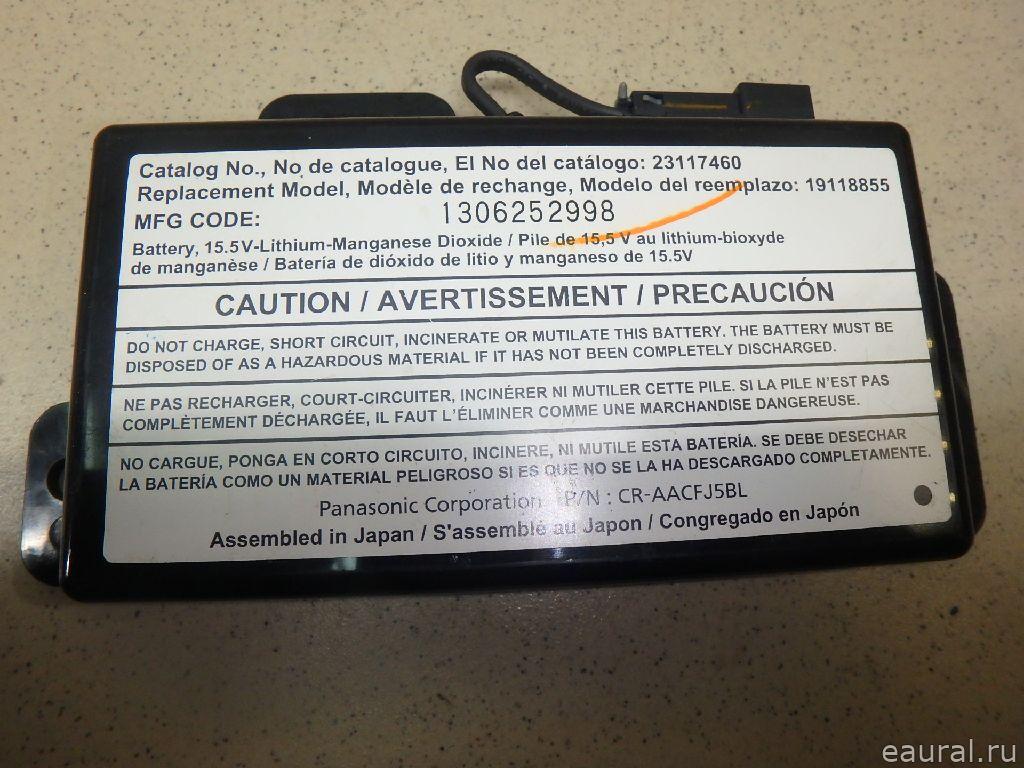 Catalog No., No de catalogue, El No del catálogo: 23117460
Replacement Model, Modèle de rechange, Modelo del reemplazo: 19118855
MFG CODE: 1306252998
Battery, 15.5V-Lithium-Manganese Dioxide / Pile de 15,5 V au lithium-bioxyde
de manganèse / Batería de dióxido de litio y manganeso de 15.5V
CAUTION / AVERTISSEMENT / PRECAUCIÓN
DO NOT CHARGE, SHORT CIRCUIT, INCINERATE OR MUTILATE THIS BATTERY. THE BATTERY MUST BE
DISPOSED OF AS A HAZARDOUS MATERIAL IF IT HAS NOT BEEN COMPLETELY DISCHARGED.
NE PAS RECHARGER, COURT-CIRCUITER, INCINÉRER NI MUTILER CETTE PILE. SI LA PILE N'EST PAS
COMPLÈTEMENT DÉCHARGÉE, IL FAUT L'ÉLIMINER COMME UNE MARCHANDISE DANGEREUSE.
NO CARGUE, PONGA EN CORTO CIRCUITO, INCINERE, NI MUTILE ESTA BATERÍA. SE DEBE DESECHAR
LA BATERÍA COMO UN MATERIAL PELIGROSO SI ES QUE NO SE LA HA DESCARGADO COMPLETAMENTE.
Panasonic Corporation P/N : CR-AACFJ5BL
Assembled in Japan / S'assemblé au Japon / Congregado en Japón
eaural.ru